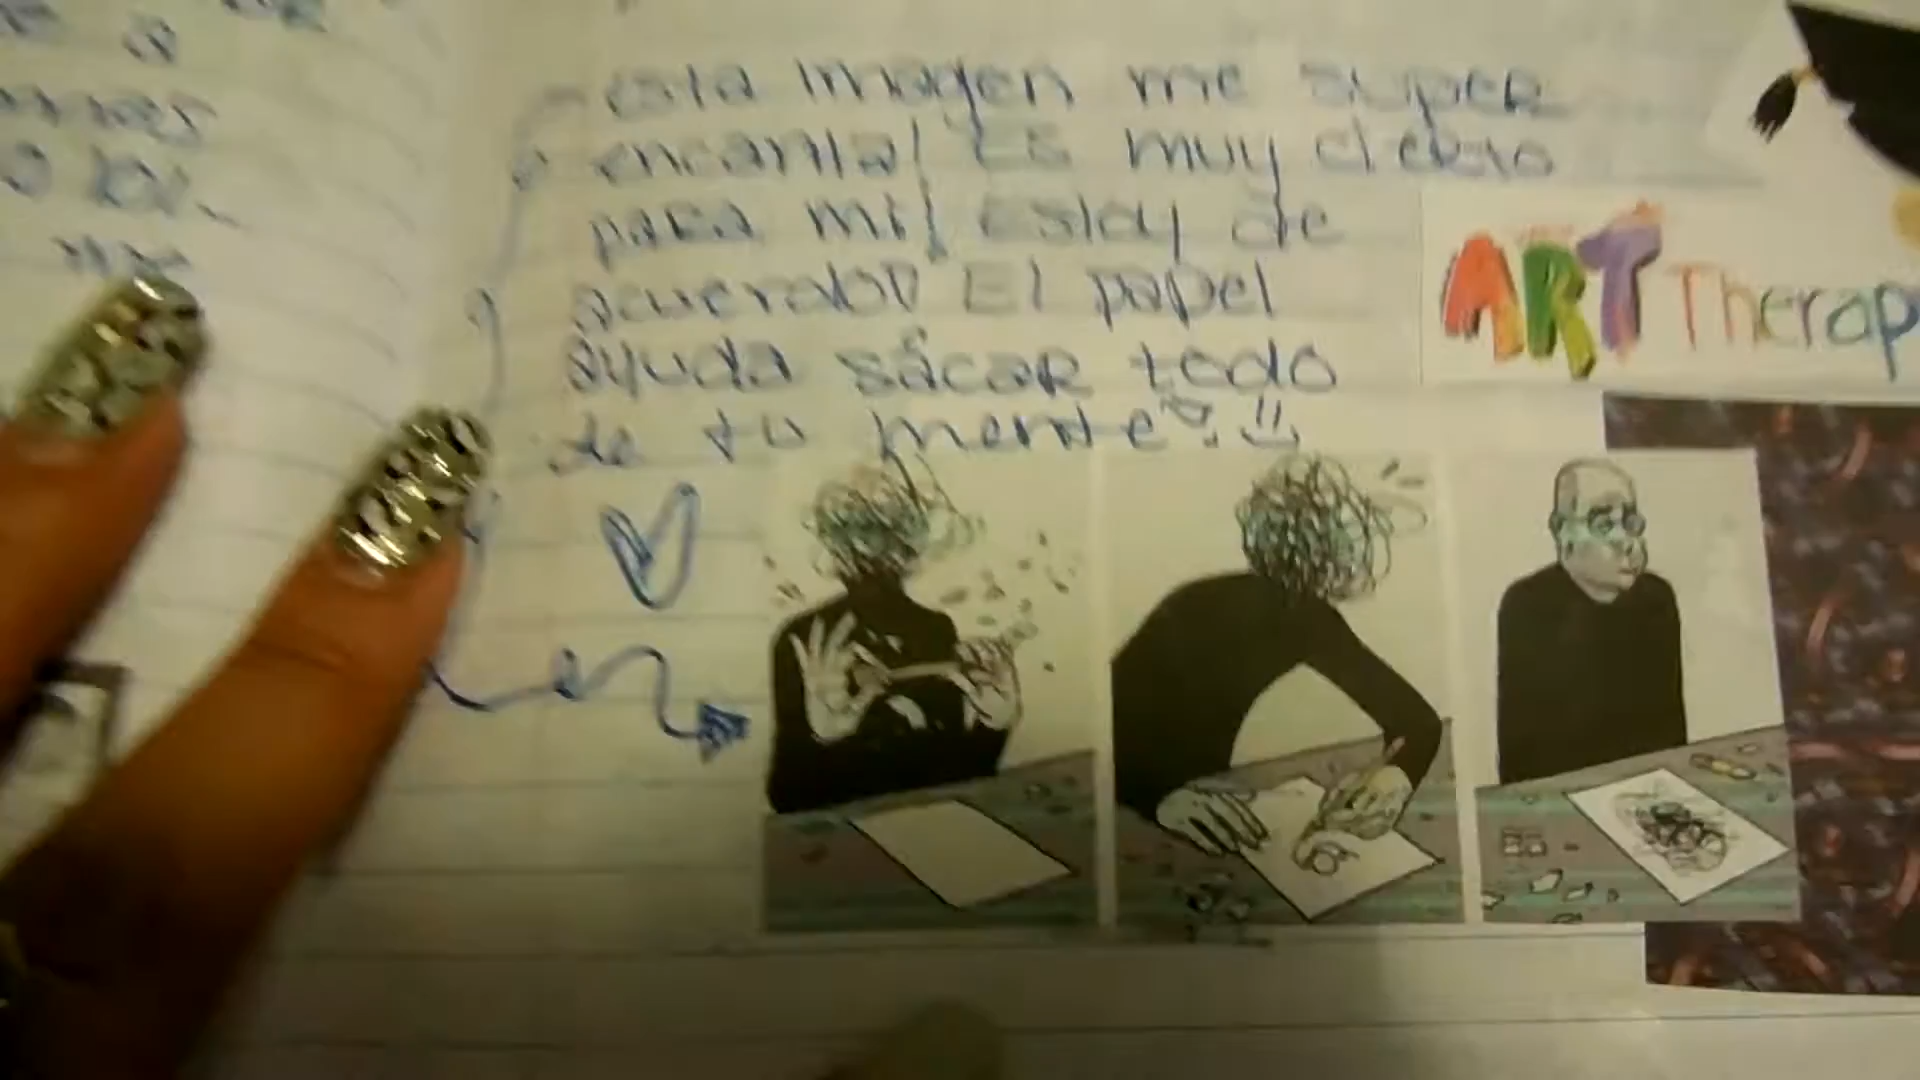 esta imagen me super
encanta! Es muy cierto
para mi! Estoy de
acuerdo! El papel
ayuda sácar todo
de tu mente
ART Therap